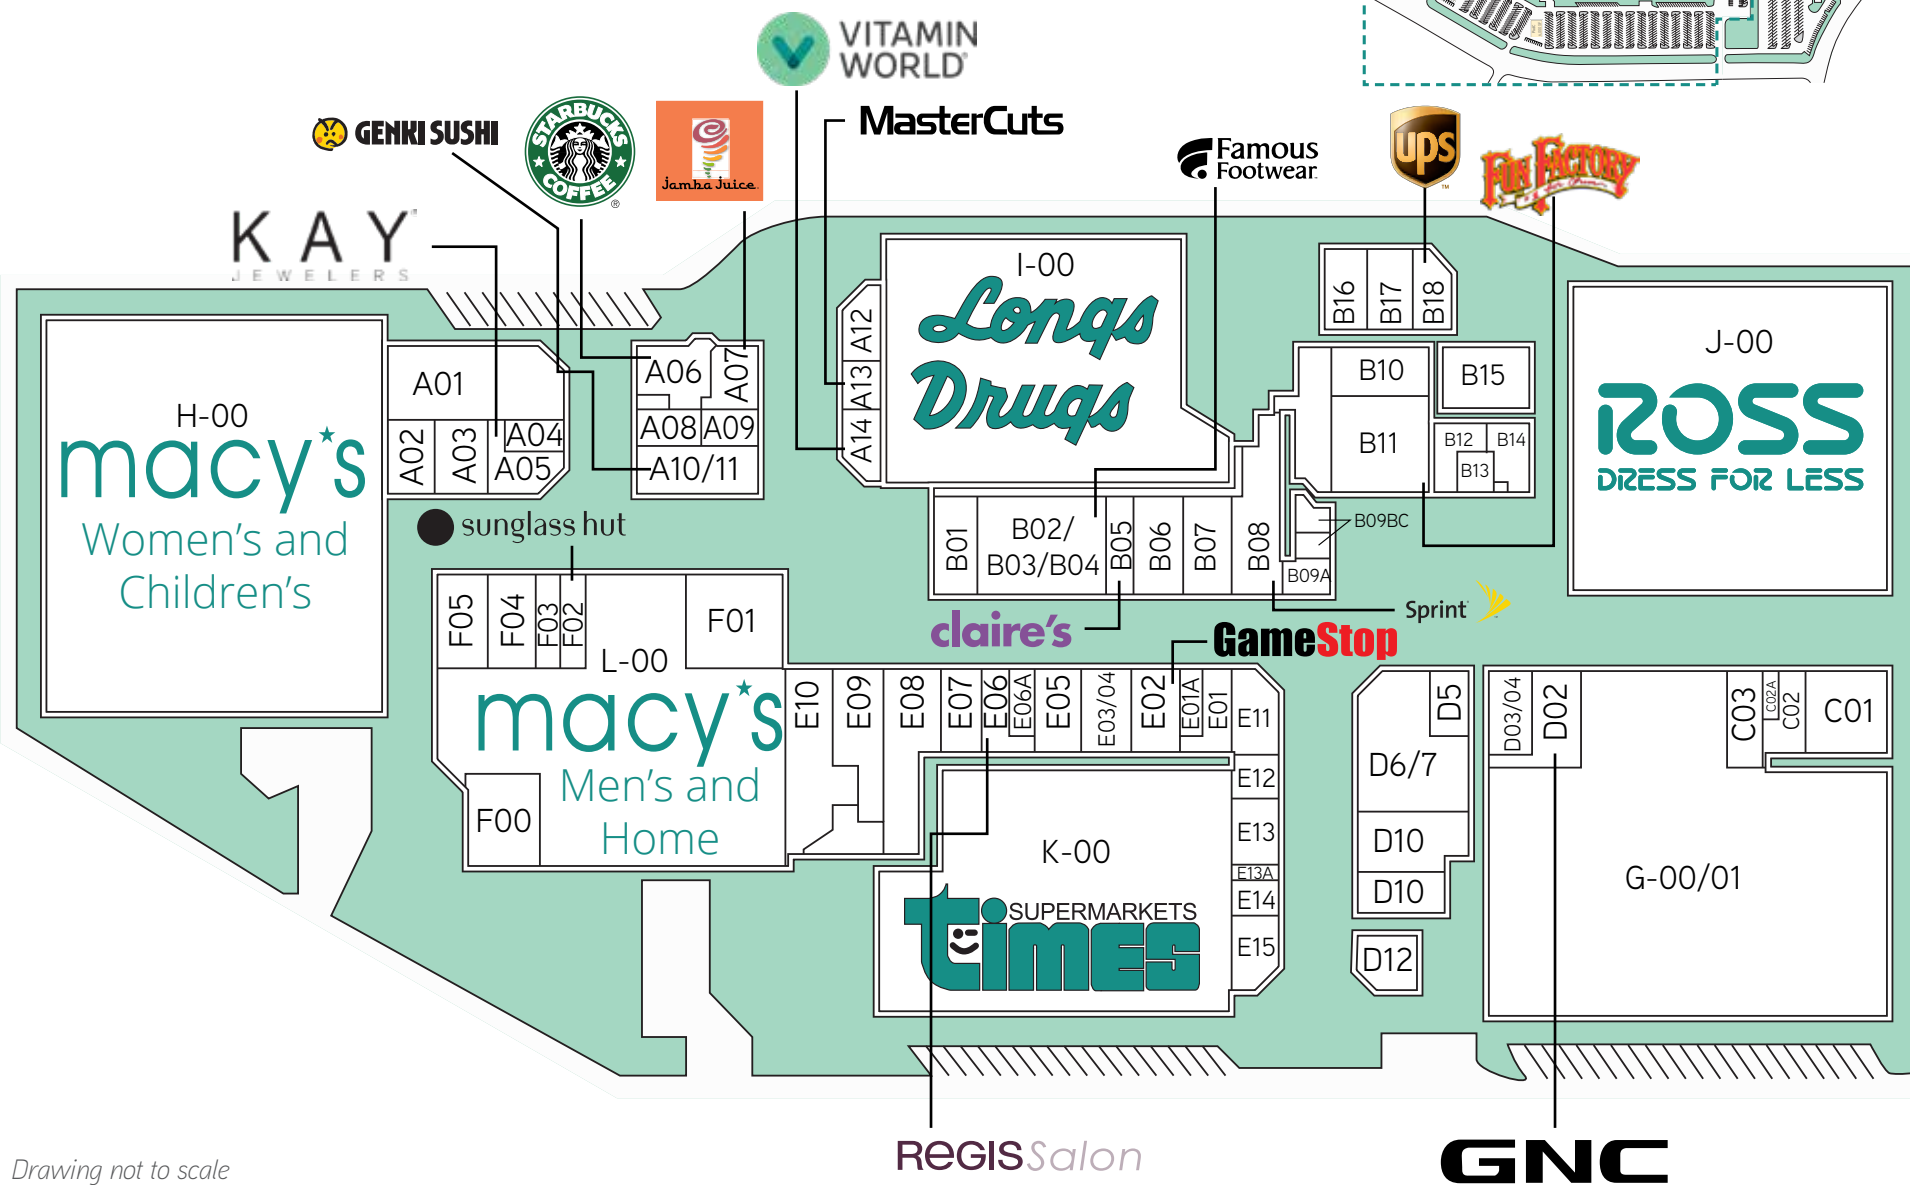 VITAMIN
WORLD
MasterCuts
GENKI SUSHI
STARBUCKS
COFFEE
Jamba Juice
Famous
Footwear
ups
FUN FACTORY
KAY
JEWELERS
I-00
Longs
Drugs
A12
A13
A14
B16
B17
B18
J-00
ROSS
DRESS FOR LESS
H-00
macy's
Women's and
Children's
A01
A02
A03
A04
A05
A06
A07
A08
A09
A10/11
B10
B11
B15
B12
B14
B13
sunglass hut
B01
B02/
B03/B04
B05
B06
B07
B08
B09BC
B09A
claire's
Sprint
GameStop
F05
F04
F03
F02
F01
L-00
macy's
Men's and
Home
F00
E10
E09
E08
E07
E06
E06A
E05
E03/04
E02
E01A
E01
E11
E12
E13
E13A
E14
E15
K-00
SUPERMARKETS
times
D5
D6/7
D10
D10
D12
D03/04
D02
C03
C02A
C02
C01
G-00/01
REGIS Salon
GNC
Drawing not to scale